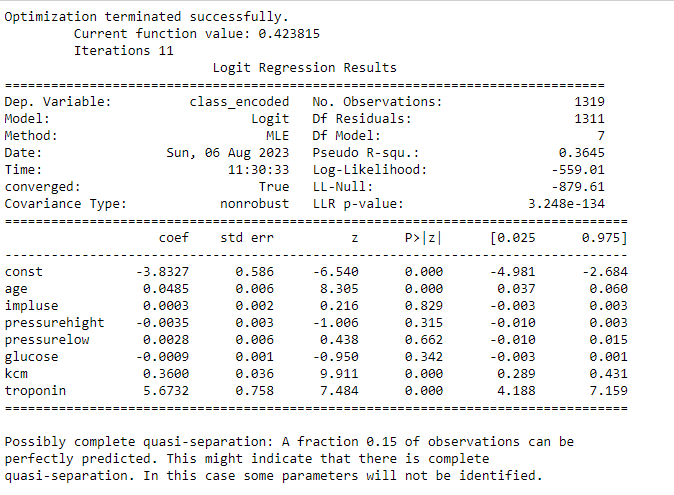 Optimization terminated successfully.
Current function value: 0.423815
Iterations 11
Logit Regression Results
==============================================================================
Dep. Variable: class_encoded No. Observations: 1319
Model: Logit Df Residuals: 1311
Method: MLE Df Model: 7
Date: Sun, 06 Aug 2023 Pseudo R-squ.: 0.3645
Time: 11:30:33 Log-Likelihood: -559.01
converged: True LL-Null: -879.61
Covariance Type: nonrobust LLR p-value: 3.248e-134
=================================================================================
coef std err z P>|z| [0.025 0.975]
---------------------------------------------------------------------------------
const -3.8327 0.586 -6.540 0.000 -4.981 -2.684
age 0.0485 0.006 8.305 0.000 0.037 0.060
impluse 0.0003 0.002 0.216 0.829 -0.003 0.003
pressurehight -0.0035 0.003 -1.006 0.315 -0.010 0.003
pressurelow 0.0028 0.006 0.438 0.662 -0.010 0.015
glucose -0.0009 0.001 -0.950 0.342 -0.003 0.001
kcm 0.3600 0.036 9.911 0.000 0.289 0.431
troponin 5.6732 0.758 7.484 0.000 4.188 7.159
=================================================================================
Possibly complete quasi-separation: A fraction 0.15 of observations can be
perfectly predicted. This might indicate that there is complete
quasi-separation. In this case some parameters will not be identified.